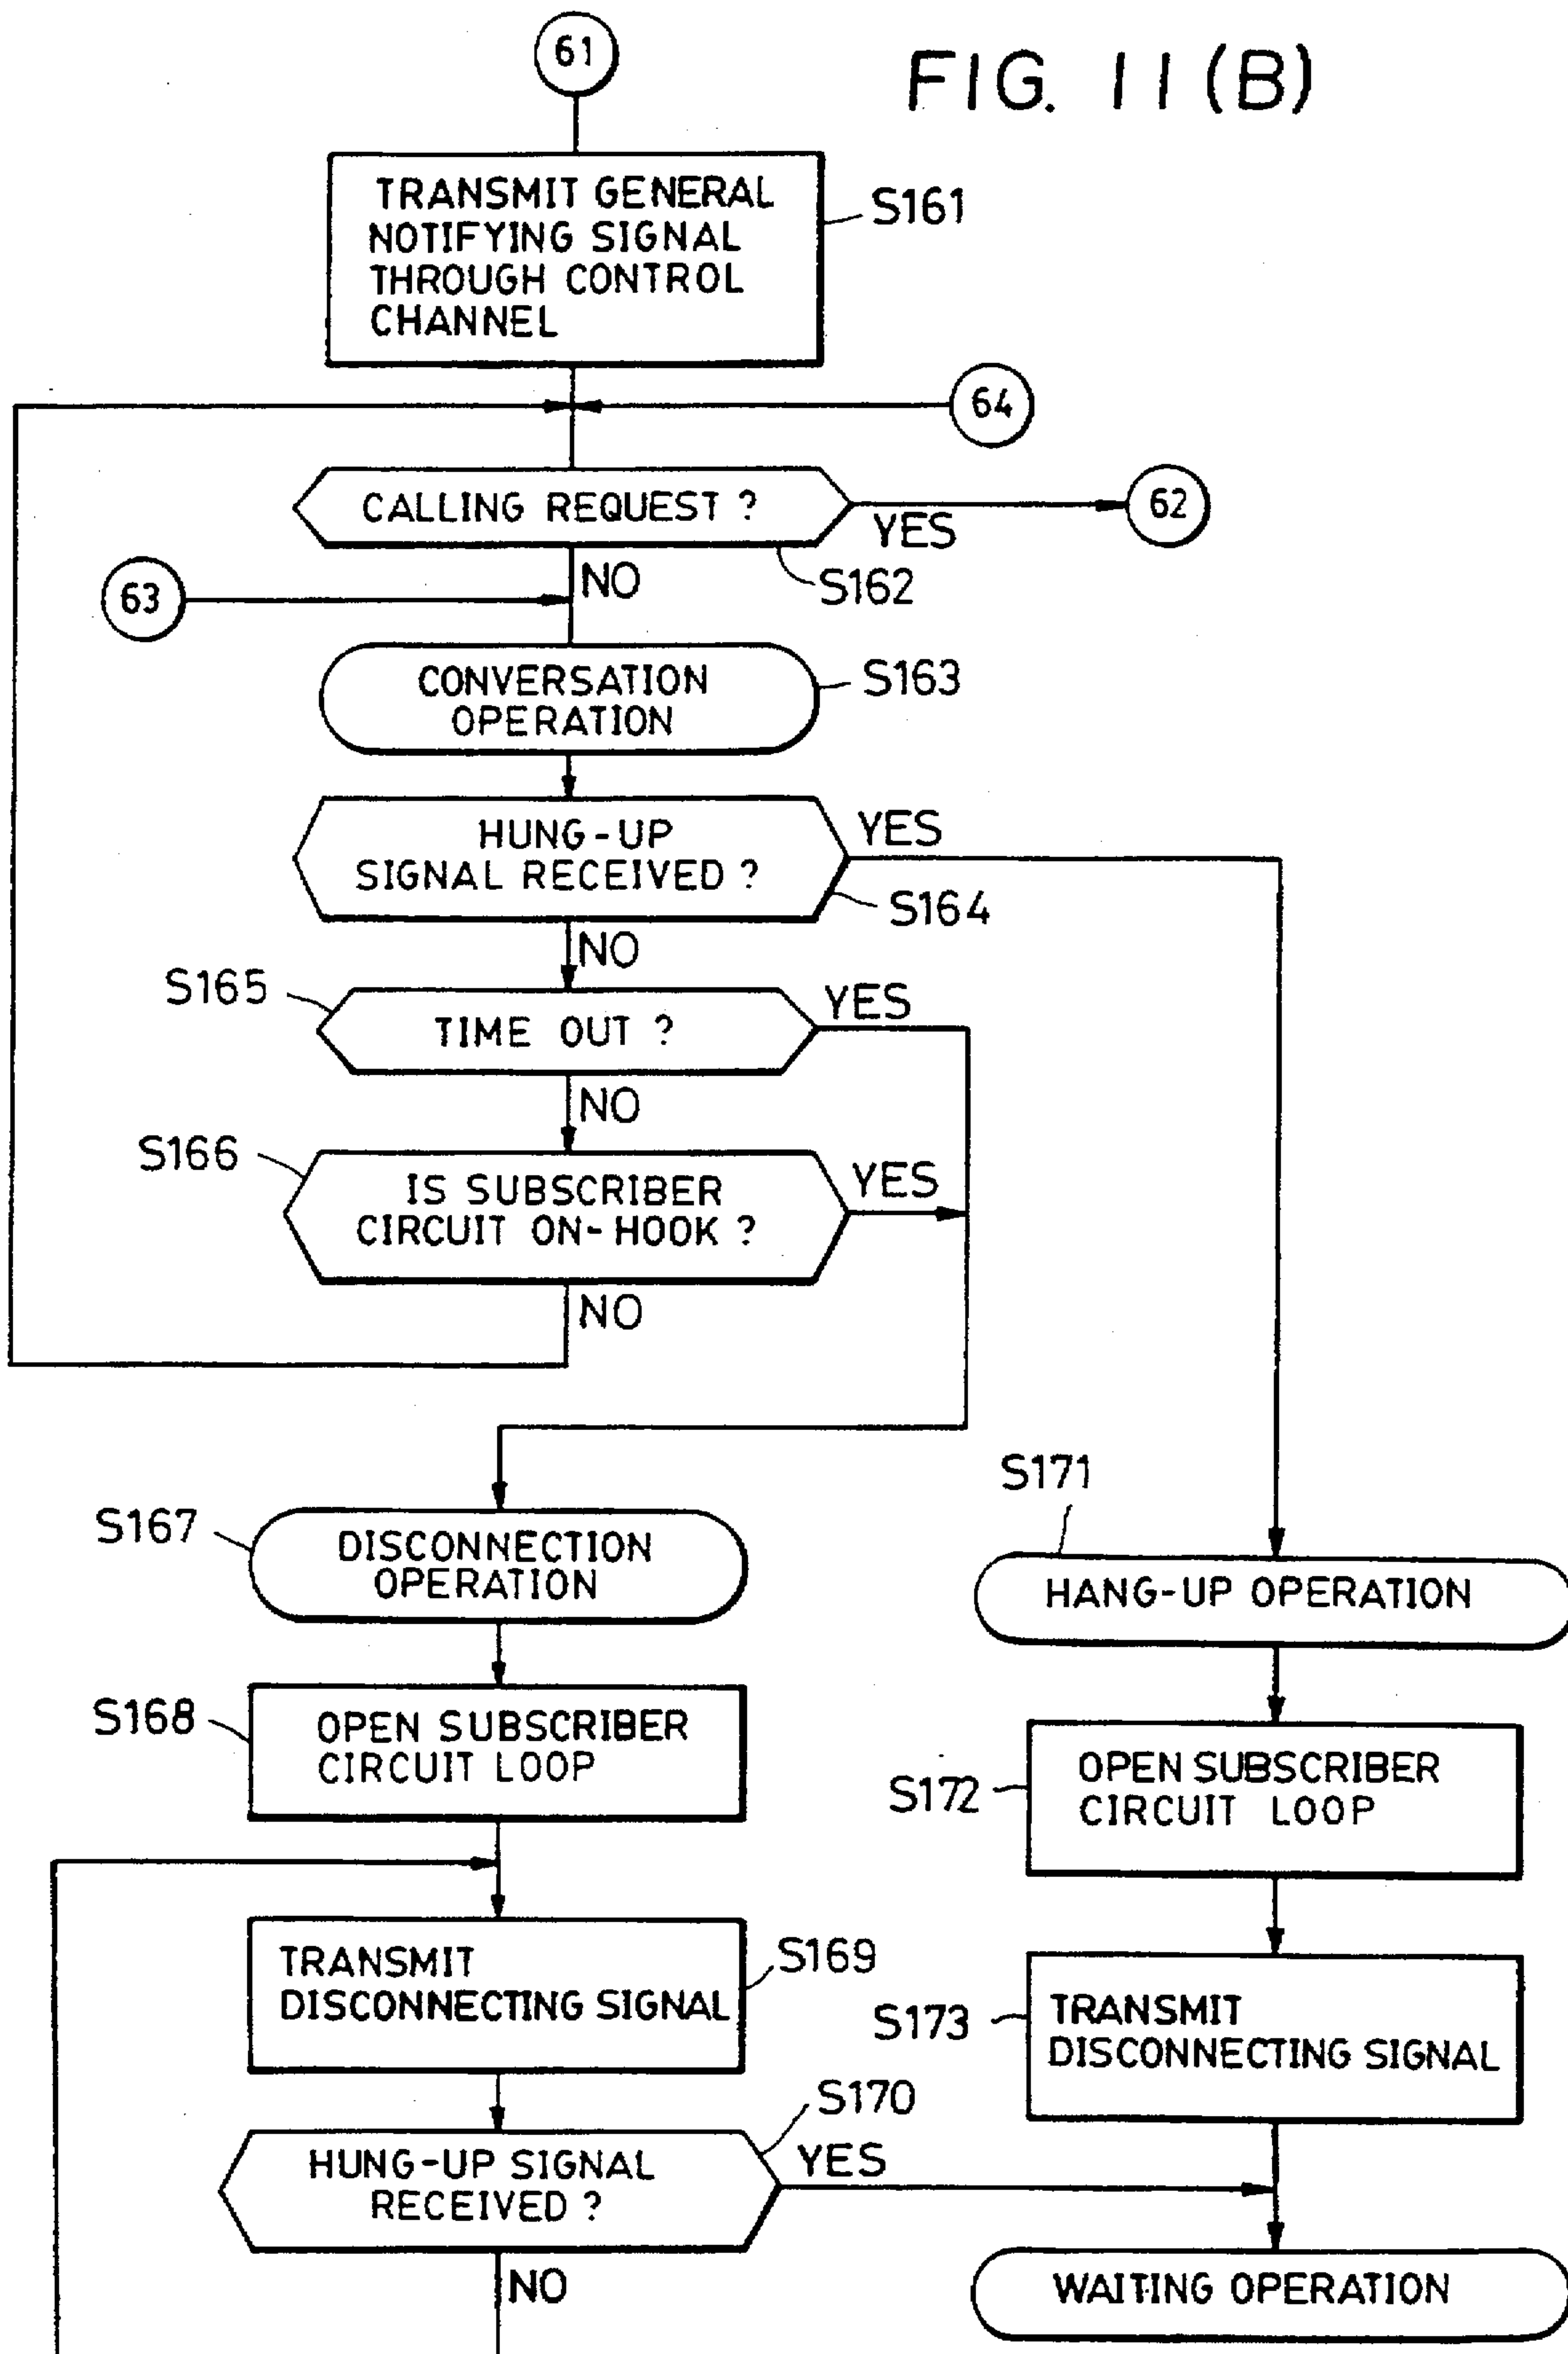 61
FIG. 11(B)
TRANSMIT GENERAL
NOTIFYING SIGNAL
THROUGH CONTROL
CHANNEL
S161
64
CALLING REQUEST ?
YES
62
S162
NO
63
CONVERSATION
OPERATION
S163
HUNG-UP
SIGNAL RECEIVED ?
YES
S164
NO
S165
TIME OUT ?
YES
NO
S166
IS SUBSCRIBER
CIRCUIT ON-HOOK ?
YES
NO
S167
DISCONNECTION
OPERATION
S171
HANG-UP OPERATION
S168
OPEN SUBSCRIBER
CIRCUIT LOOP
S172
OPEN SUBSCRIBER
CIRCUIT LOOP
TRANSMIT
DISCONNECTING SIGNAL
S169
S173
TRANSMIT
DISCONNECTING SIGNAL
S170
HUNG-UP SIGNAL
RECEIVED ?
YES
NO
WAITING OPERATION